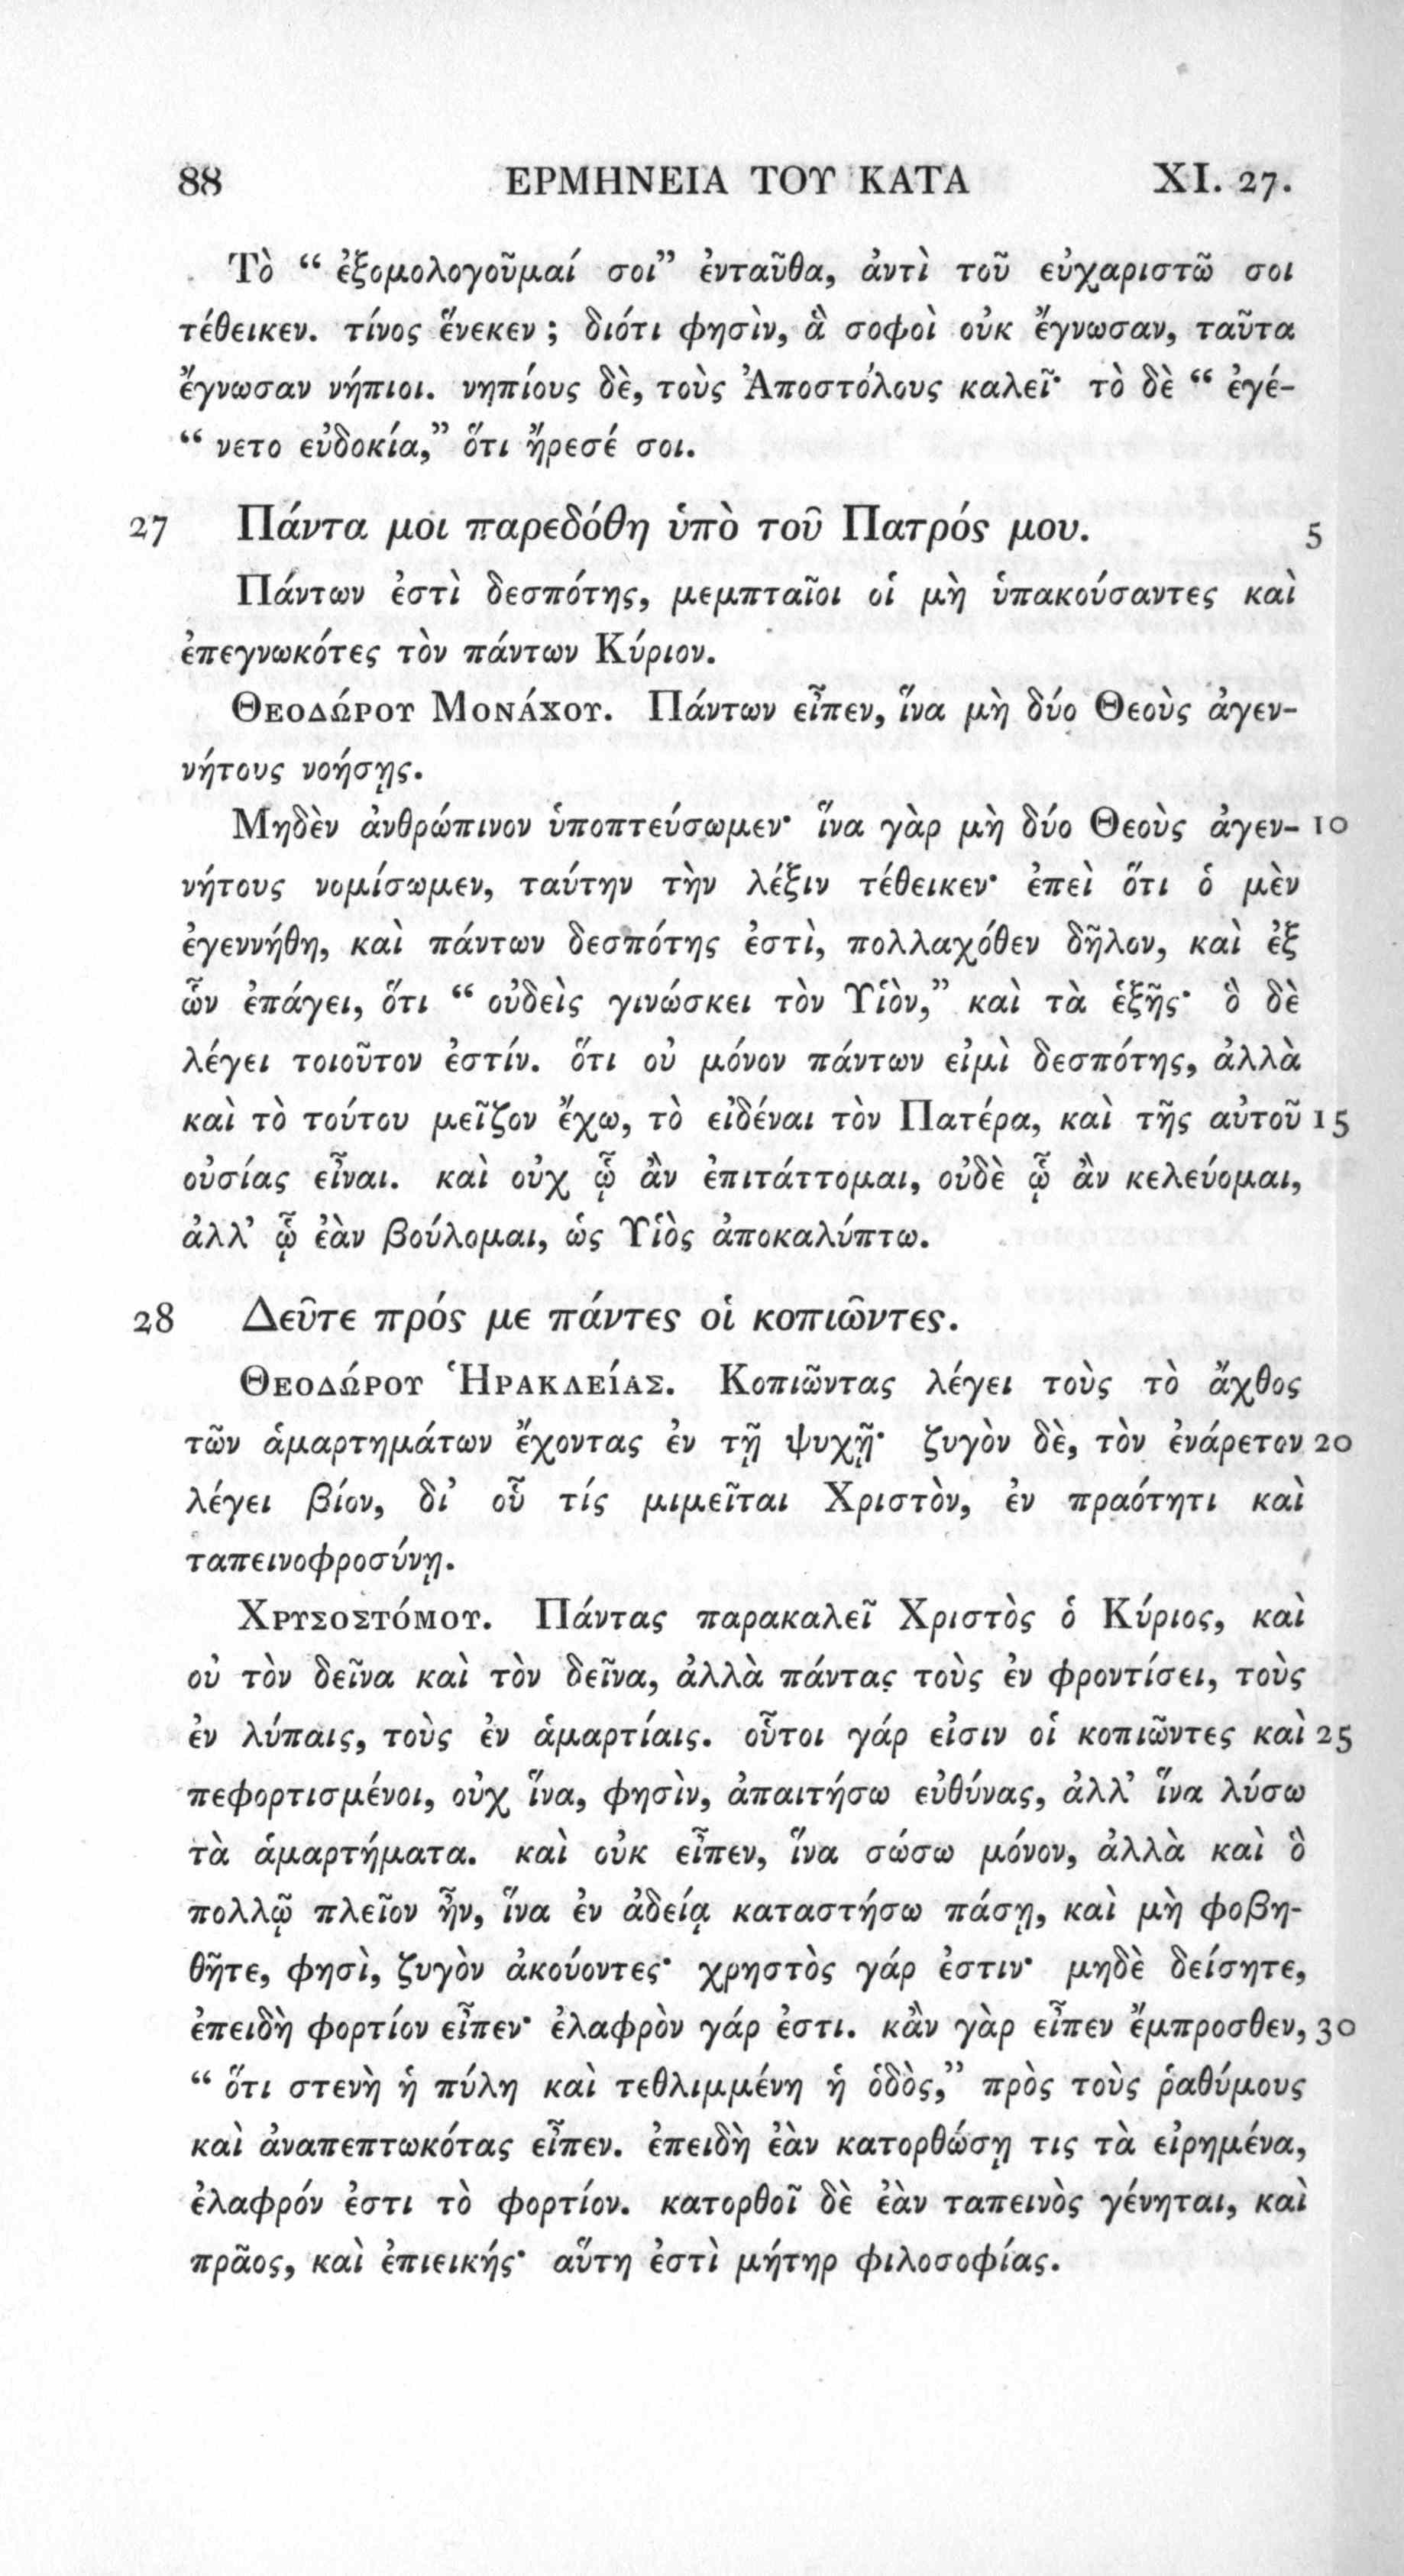 88 ΕΡΜΗΝΕΙΑ ΤΟΥ ΚΑΤΑ XI. 27.
Τὸ “ ἐξομολογοῦμαί σοι” ἐνταῦθα, ἀντὶ τοῦ εὐχαριστῶ σοι
τέθεικεν. τίνος ἕνεκεν ; διότι φησὶν, ἃ σοφοὶ οὐκ ἔγνωσαν, ταῦτα
ἔγνωσαν νήπιοι. νηπίους δὲ, τοὺς Ἀποστόλους καλεῖ· τὸ δὲ “ ἐγέ-
“ νετο εὐδοκία,” ὅτι ἤρεσέ σοι.
27 Πάντα μοι παρεδόθη ὑπὸ τοῦ Πατρός μου. 5
Πάντων ἐστὶ δεσπότης, μεμπταῖοι οἱ μὴ ὑπακούσαντες καὶ
ἐπεγνωκότες τὸν πάντων Κύριον.
ΘΕΟΔΏΡΟΥ ΜΟΝΆΧΟΥ. Πάντων εἶπεν, ἵνα μὴ δύο Θεοὺς ἀγεν-
νήτους νοήσῃς.
Μηδὲν ἀνθρώπινον ὑποπτεύσωμεν· ἵνα γὰρ μὴ δύο Θεοὺς ἀγεν- 10
νήτους νομίσωμεν, ταύτην τὴν λέξιν τέθεικεν· ἐπεὶ ὅτι ὁ μὲν
ἐγεννήθη, καὶ πάντων δεσπότης ἐστὶ, πολλαχόθεν δῆλον, καὶ ἐξ
ὧν ἐπάγει, ὅτι “ οὐδεὶς γινώσκει τὸν Υἱὸν,” καὶ τὰ ἑξῆς· ὃ δὲ
λέγει τοιοῦτον ἐστίν. ὅτι οὐ μόνον πάντων εἰμὶ δεσπότης, ἀλλὰ
καὶ τὸ τούτου μεῖζον ἔχω, τὸ εἰδέναι τὸν Πατέρα, καὶ τῆς αὐτοῦ 15
οὐσίας εἶναι. καὶ οὐχ ᾧ ἂν ἐπιτάττομαι, οὐδὲ ᾧ ἂν κελεύομαι,
ἀλλ’ ᾧ ἐὰν βούλομαι, ὡς Υἱὸς ἀποκαλύπτω.
28 Δεῦτε πρός με πάντες οἱ κοπιῶντες.
ΘΕΟΔΏΡΟΥ ἩΡΑΚΛΕΊΑΣ. Κοπιῶντας λέγει τοὺς τὸ ἄχθος
τῶν ἁμαρτημάτων ἔχοντας ἐν τῇ ψυχῇ· ζυγὸν δὲ, τὸν ἐνάρετον 20
λέγει βίον, δι’ οὗ τίς μιμεῖται Χριστὸν, ἐν πραότητι καὶ
ταπεινοφροσύνῃ.
ΧΡΥΣΟΣΤΌΜΟΥ. Πάντας παρακαλεῖ Χριστὸς ὁ Κύριος, καὶ
οὐ τὸν δεῖνα καὶ τὸν δεῖνα, ἀλλὰ πάντας τοὺς ἐν φροντίσει, τοὺς
ἐν λύπαις, τοὺς ἐν ἁμαρτίαις. οὗτοι γάρ εἰσιν οἱ κοπιῶντες καὶ 25
πεφορτισμένοι, οὐχ ἵνα, φησὶν, ἀπαιτήσω εὐθύνας, ἀλλ’ ἵνα λύσω
τὰ ἁμαρτήματα. καὶ οὐκ εἶπεν, ἵνα σώσω μόνον, ἀλλὰ καὶ ὃ
πολλῷ πλεῖον ἦν, ἵνα ἐν ἀδείᾳ καταστήσω πάσῃ, καὶ μὴ φοβη-
θῆτε, φησὶ, ζυγὸν ἀκούοντες· χρηστὸς γάρ ἐστιν· μηδὲ δείσητε,
ἐπειδὴ φορτίον εἶπεν· ἐλαφρὸν γάρ ἐστι. κἂν γὰρ εἶπεν ἔμπροσθεν, 30
“ ὅτι στενὴ ἡ πύλη καὶ τεθλιμμένη ἡ ὁδὸς,” πρὸς τοὺς ῥαθύμους
καὶ ἀναπεπτωκότας εἶπεν. ἐπειδὴ ἐὰν κατορθώσῃ τις τὰ εἰρημένα,
ἐλαφρόν ἐστι τὸ φορτίον. κατορθοῖ δὲ ἐὰν ταπεινὸς γένηται, καὶ
πρᾶος, καὶ ἐπιεικής· αὕτη ἐστὶ μήτηρ φιλοσοφίας.